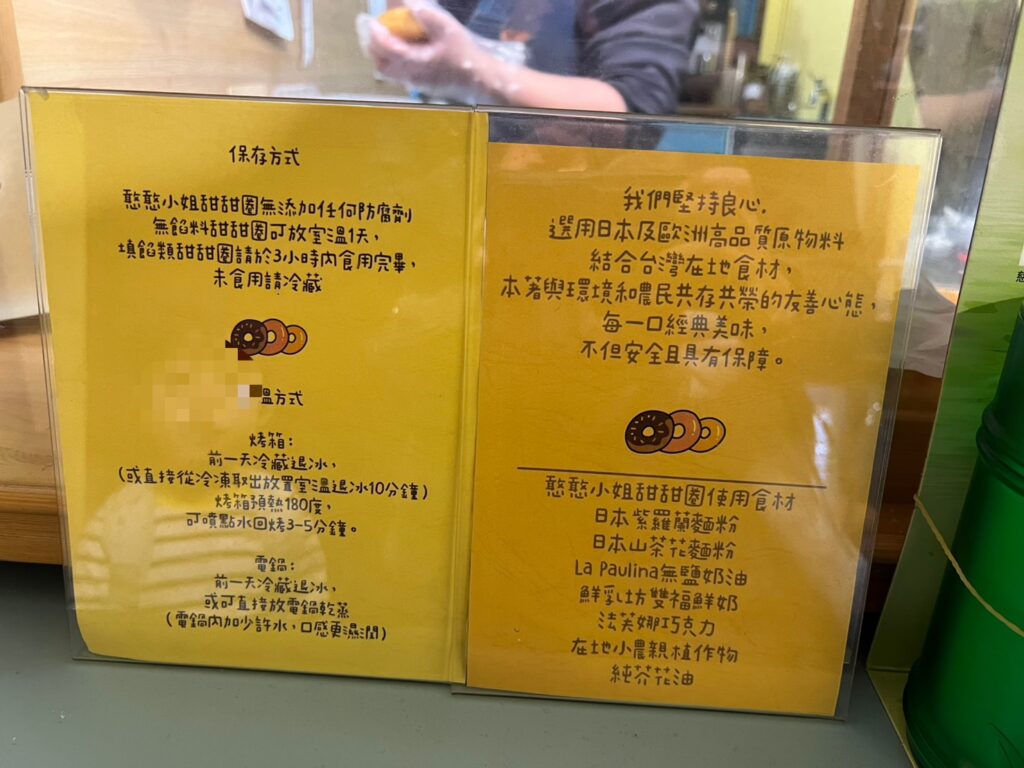 保存方式
憨憨小姐甜甜圈無添加任何防腐劑
無餡料甜甜圈可放室溫1天，
填餡類甜甜圈請於3小時內食用完畢，
未食用請冷藏
溫方式
烤箱：
前一天冷藏退冰，
（或直接從冷凍取出放置室溫退冰10分鐘）
烤箱預熱180度，
可噴點水回烤3-5分鐘。
電鍋：
前一天冷藏退冰，
或可直接放電鍋乾蒸
（電鍋內加少許水，口感更濕潤）
我們堅持良心.
選用日本及歐洲高品質原物料
結合台灣在地食材，
本著與環境和農民共存共榮的友善心態，
每一口經典美味，
不但安全且具有保障。
憨憨小姐甜甜圈使用食材
日本紫羅蘭麵粉
日本山茶花麵粉
La Paulina無鹽奶油
鮮乳坊雙福鮮奶
法芙娜巧克力
在地小農親植作物
純芥花油